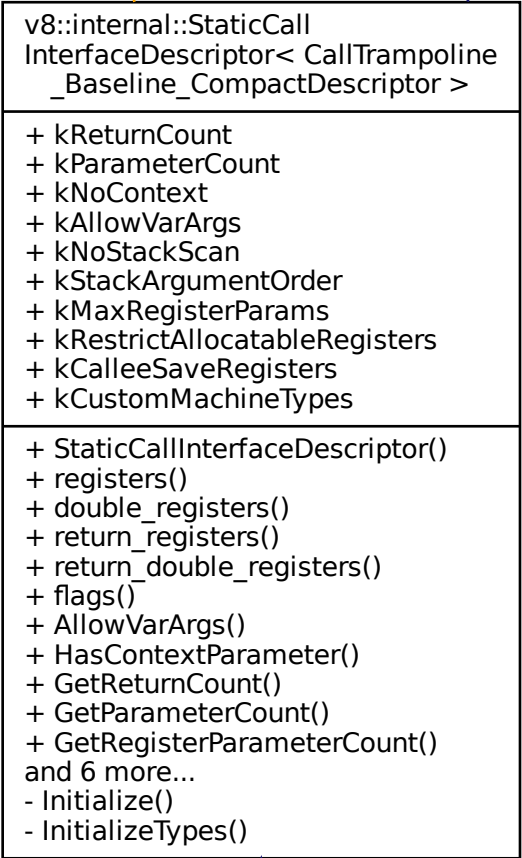 v8::internal::StaticCall
InterfaceDescriptor< CallTrampoline
_Baseline_CompactDescriptor >
+ kReturnCount
+ kParameterCount
+ kNoContext
+ kAllowVarArgs
+ kNoStackScan
+ kStackArgumentOrder
+ kMaxRegisterParams
+ kRestrictAllocatableRegisters
+ kCalleeSaveRegisters
+ kCustomMachineTypes
+ StaticCallInterfaceDescriptor()
+ registers()
+ double_registers()
+ return_registers()
+ return_double_registers()
+ flags()
+ AllowVarArgs()
+ HasContextParameter()
+ GetReturnCount()
+ GetParameterCount()
+ GetRegisterParameterCount()
and 6 more...
- Initialize()
- InitializeTypes()